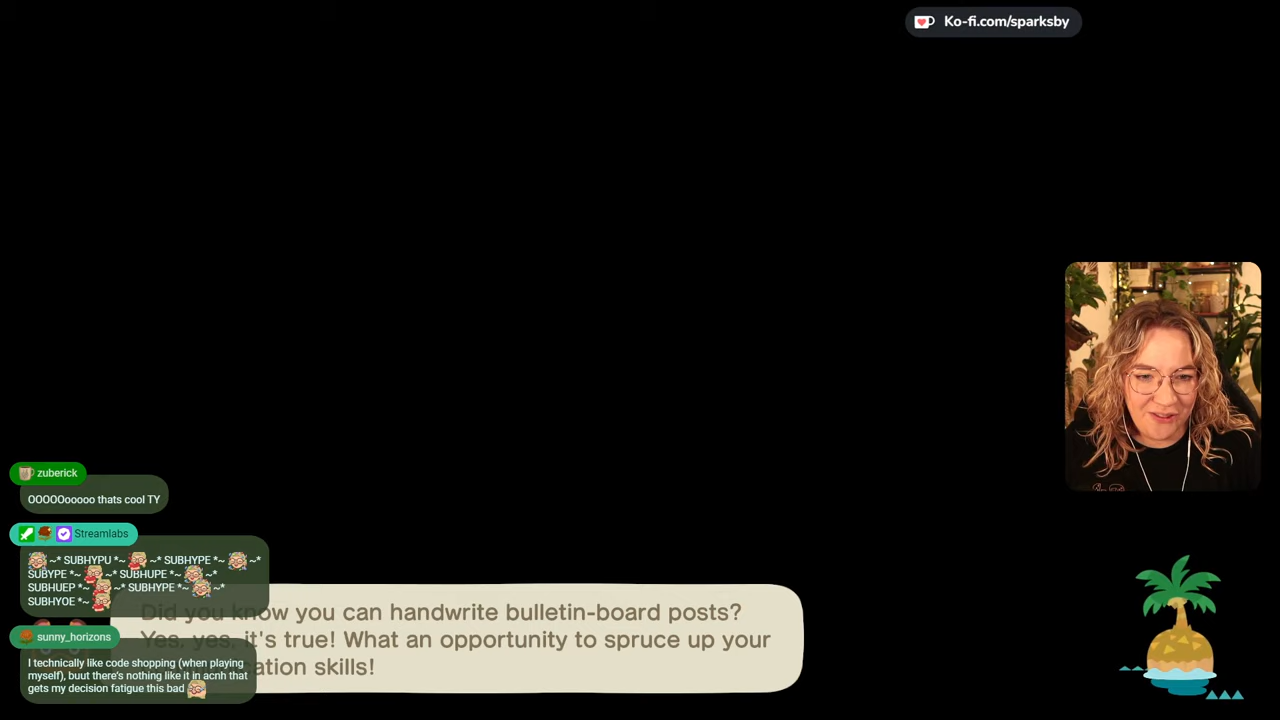 Ko-fi.com/sparksby
zuberick
OOOOOooooo thats cool TY
Streamlabs
~* SUBHYPU *~ ~* SUBHYPE *~ ~*
SUBYPE *~ ~* SUBHUPE *~ ~*
SUBHUEP *~ ~* SUBHYPE *~ ~*
SUBHYOE *~
Did you know you can handwrite bulletin-board posts?
Yes, yes, it's true! What an opportunity to spruce up your
skills!
sunny_horizons
I technically like code shopping (when playing
myself), buut there's nothing like it in acnh that
gets my decision fatigue this bad